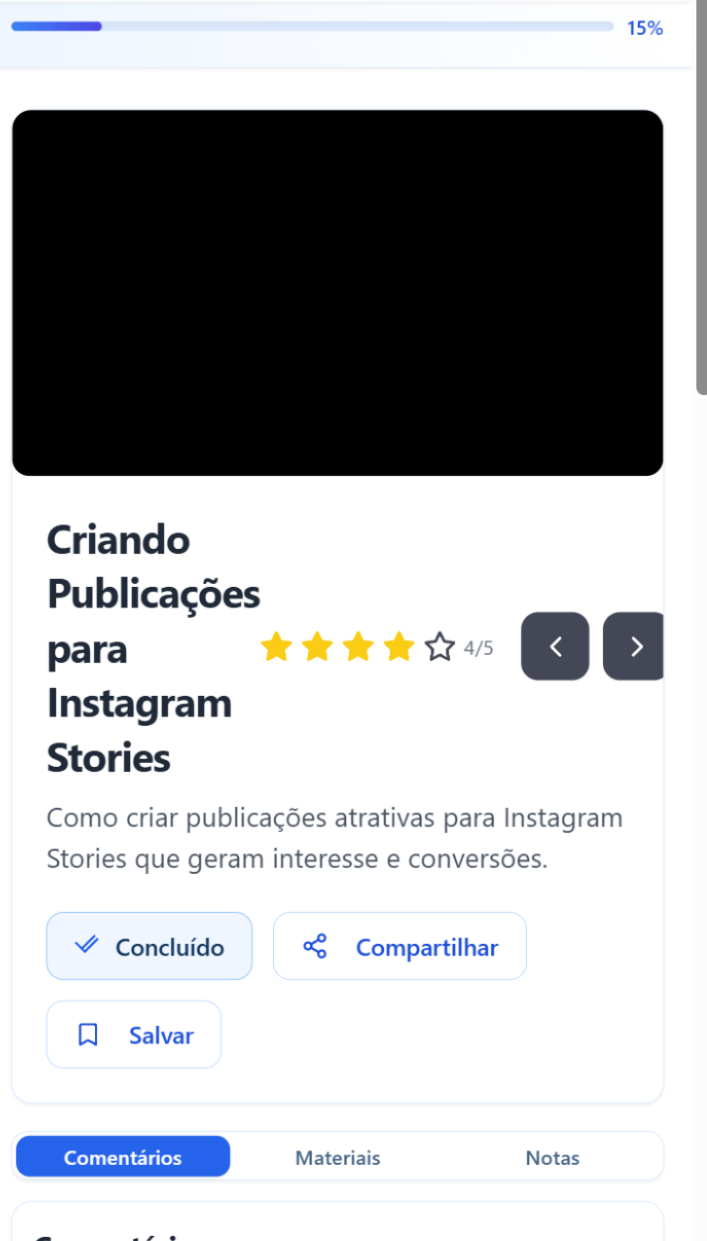 15%
Criando
Publicações
para
Instagram
Stories
4/5
Como criar publicações atrativas para Instagram
Stories que geram interesse e conversões.
Concluído
Compartilhar
Salvar
Comentários
Materiais
Notas